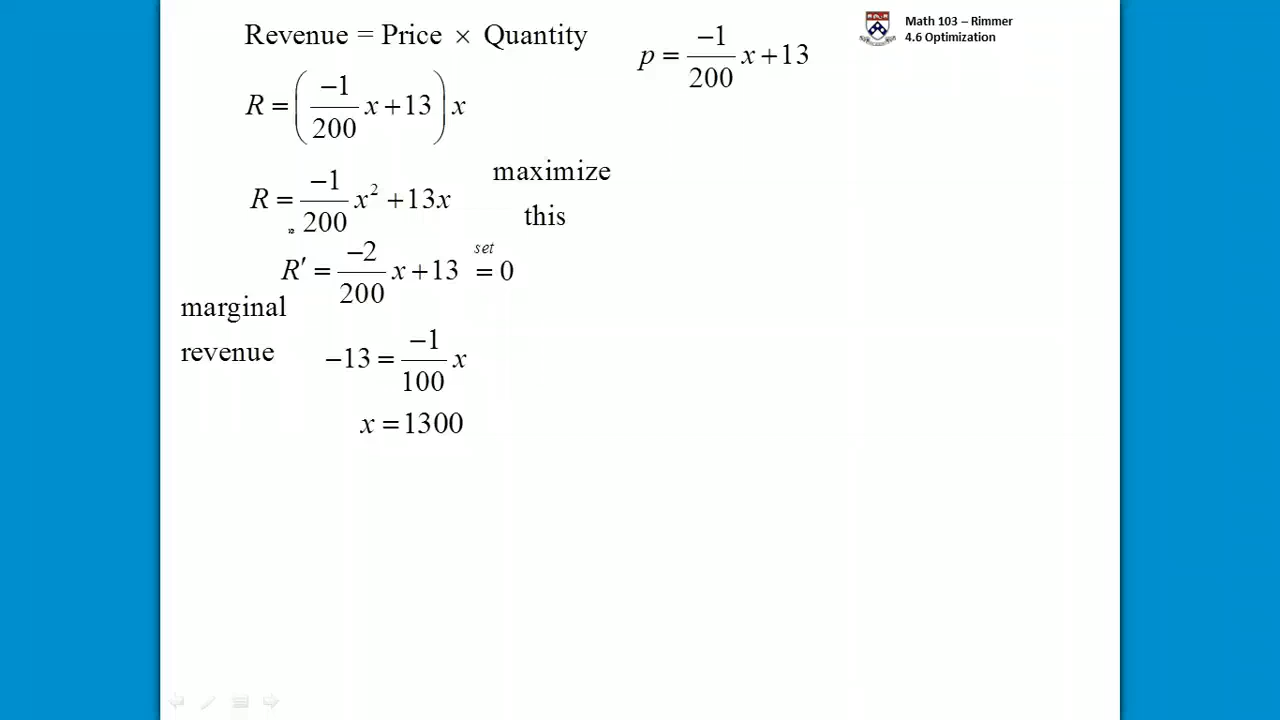 Revenue = Price × Quantity
p = −1/200 x + 13
Math 103 – Rimmer
4.6 Optimization
R = (−1/200 x + 13) x
R = −1/200 x² + 13x
maximize
this
R′ = −2/200 x + 13 set = 0
marginal
revenue
−13 = −1/100 x
x = 1300